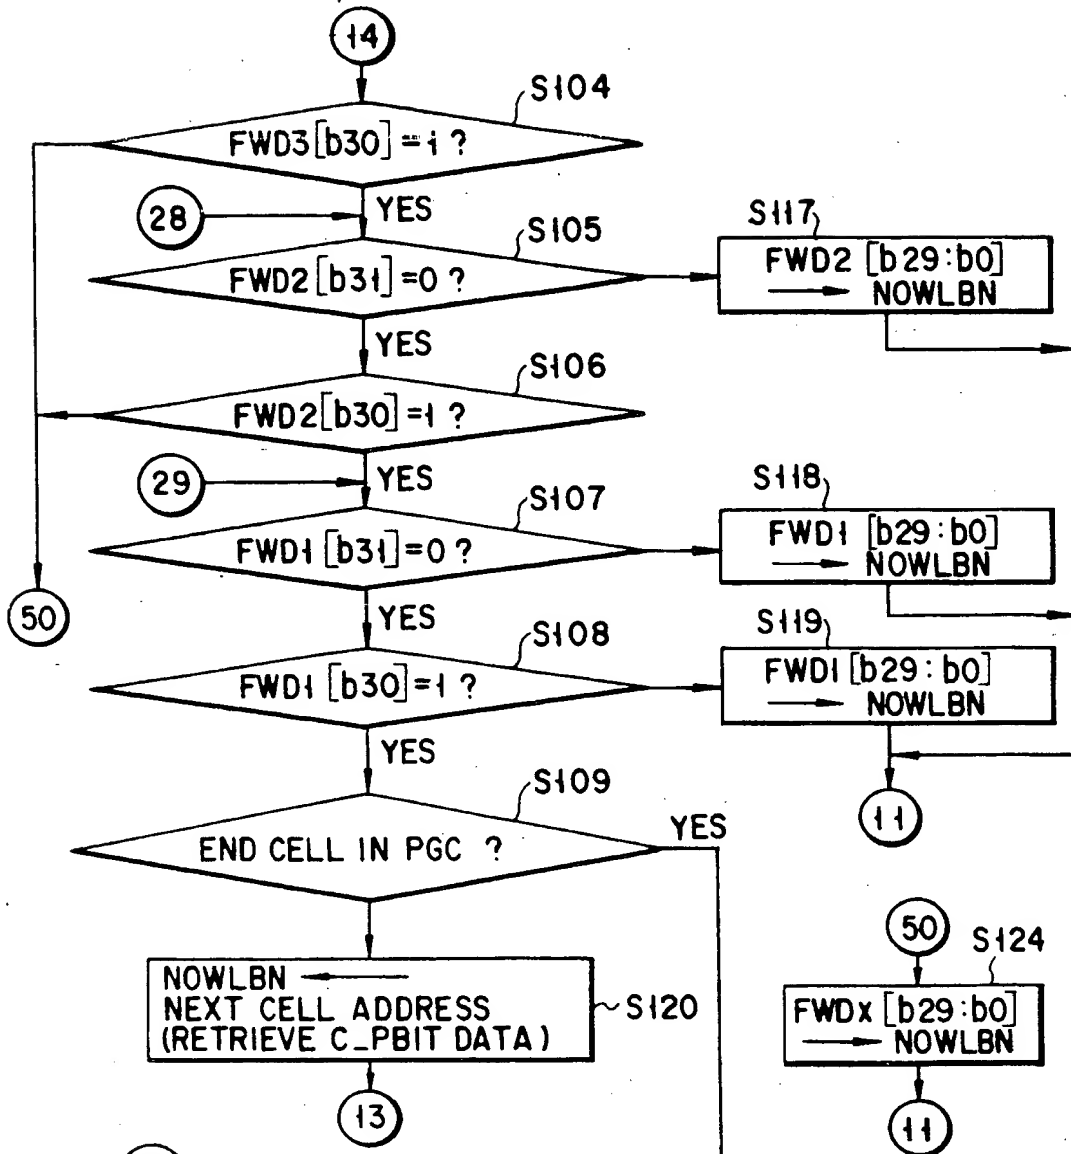 14
S104
FWD3[b30]=1 ?
YES
28
S105
FWD2[b31]=0 ?
S117
FWD2 [b29:b0]
NOWLBN
YES
S106
FWD2[b30]=1 ?
29
YES
S107
FWD1[b31]=0 ?
S118
FWD1 [b29:b0]
NOWLBN
50
YES
S108
FWD1 [b30]=1 ?
S119
FWD1[b29:b0]
NOWLBN
YES
11
S109
END CELL IN PGC ?
YES
NOWLBN
NEXT CELL ADDRESS
(RETRIEVE C_PBIT DATA)
S120
13
50
S124
FWDX[b29:b0]
NOWLBN
11